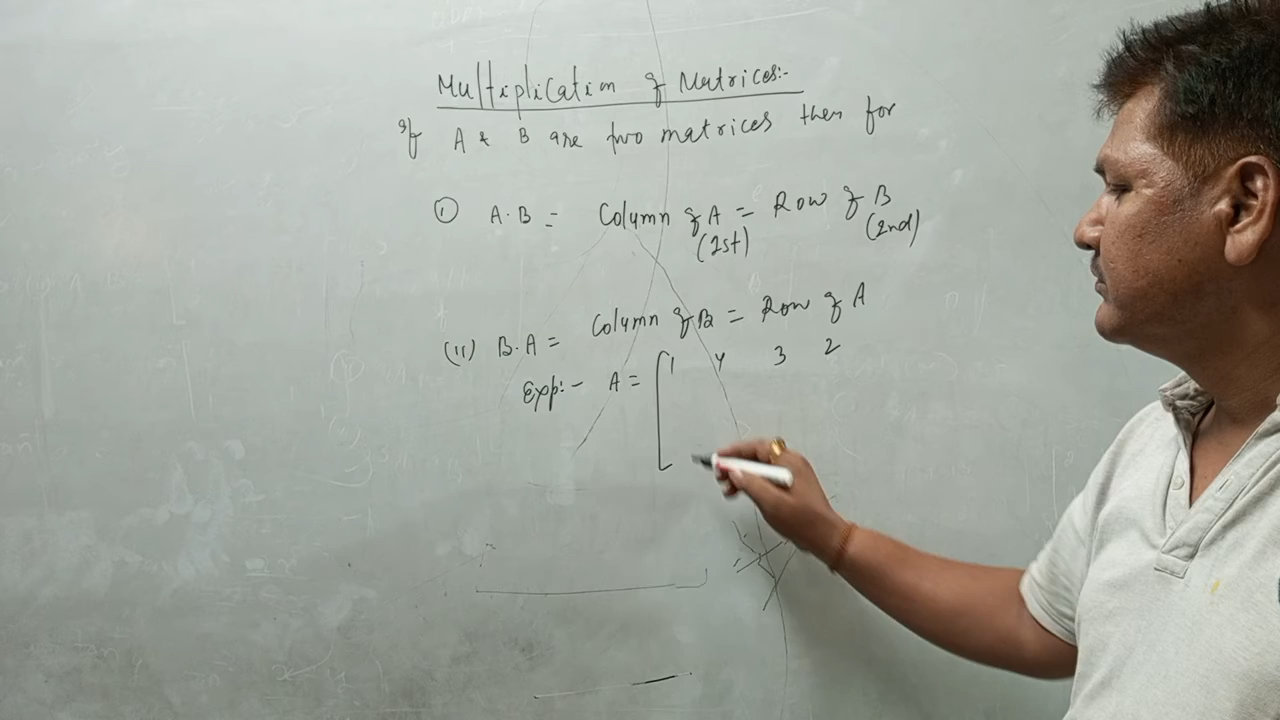 Multiplication of Matrices:-
If A & B are two matrices then for
(i) A·B = Column of A = Row of B
(1st) (2nd)
(ii) B·A = Column of B = Row of A
Exp:- A = [1 4 3 2